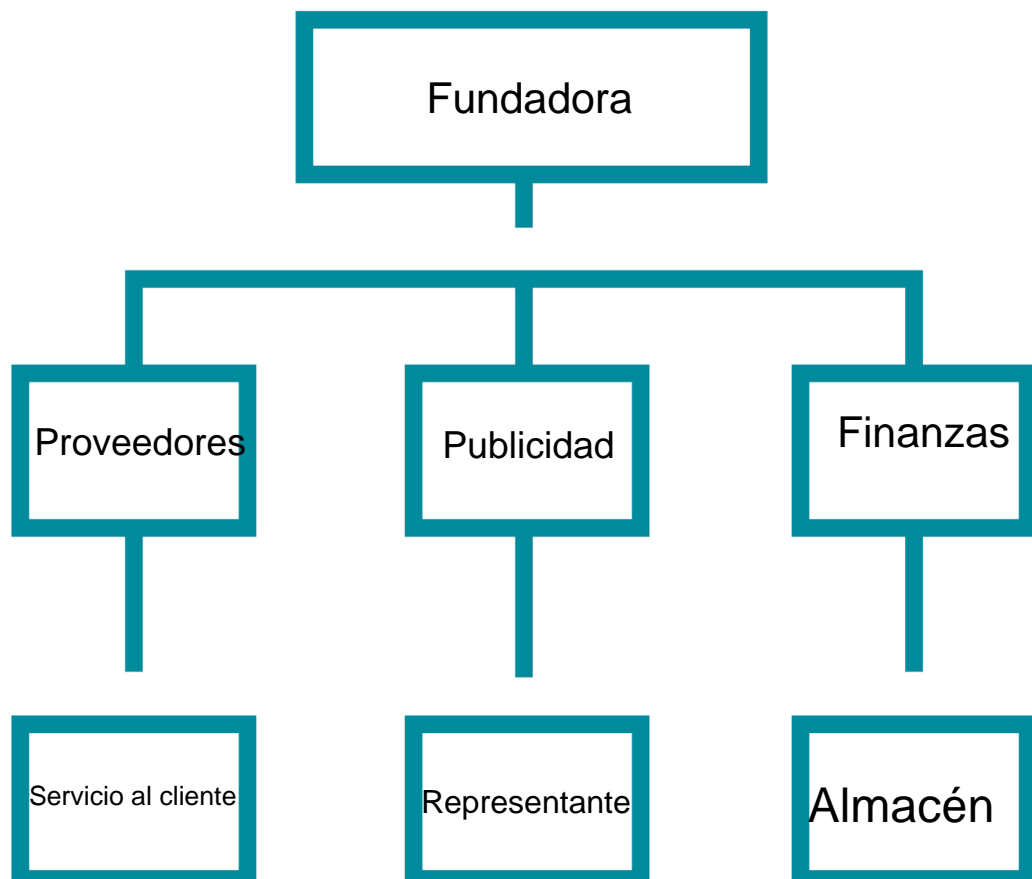 Fundadora
Proveedores
Publicidad
Finanzas
Servicio al cliente
Representante
Almacén